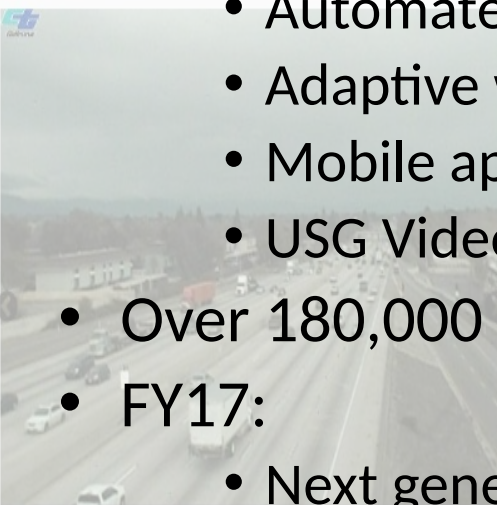 • Automate
• Adaptive
• Mobile ap
• USG Vide
• Over 180,000
• FY17:
• Next gene